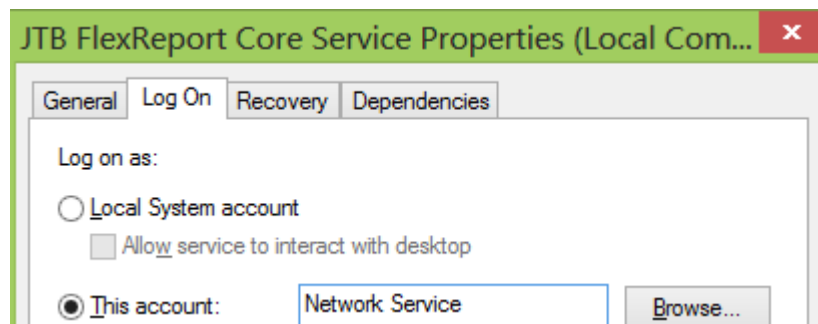 JTB FlexReport Core Service Properties (Local Com...
General Log On Recovery Dependencies
Log on as:
Local System account
Allow service to interact with desktop
This account: Network Service Browse...